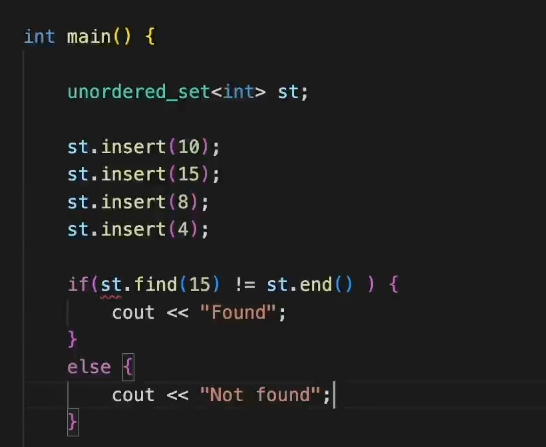 int main() {
unordered_set<int> st;
st.insert(10);
st.insert(15);
st.insert(8);
st.insert(4);
if(st.find(15) != st.end() ) {
cout << "Found";
}
else {
cout << "Not found";
}